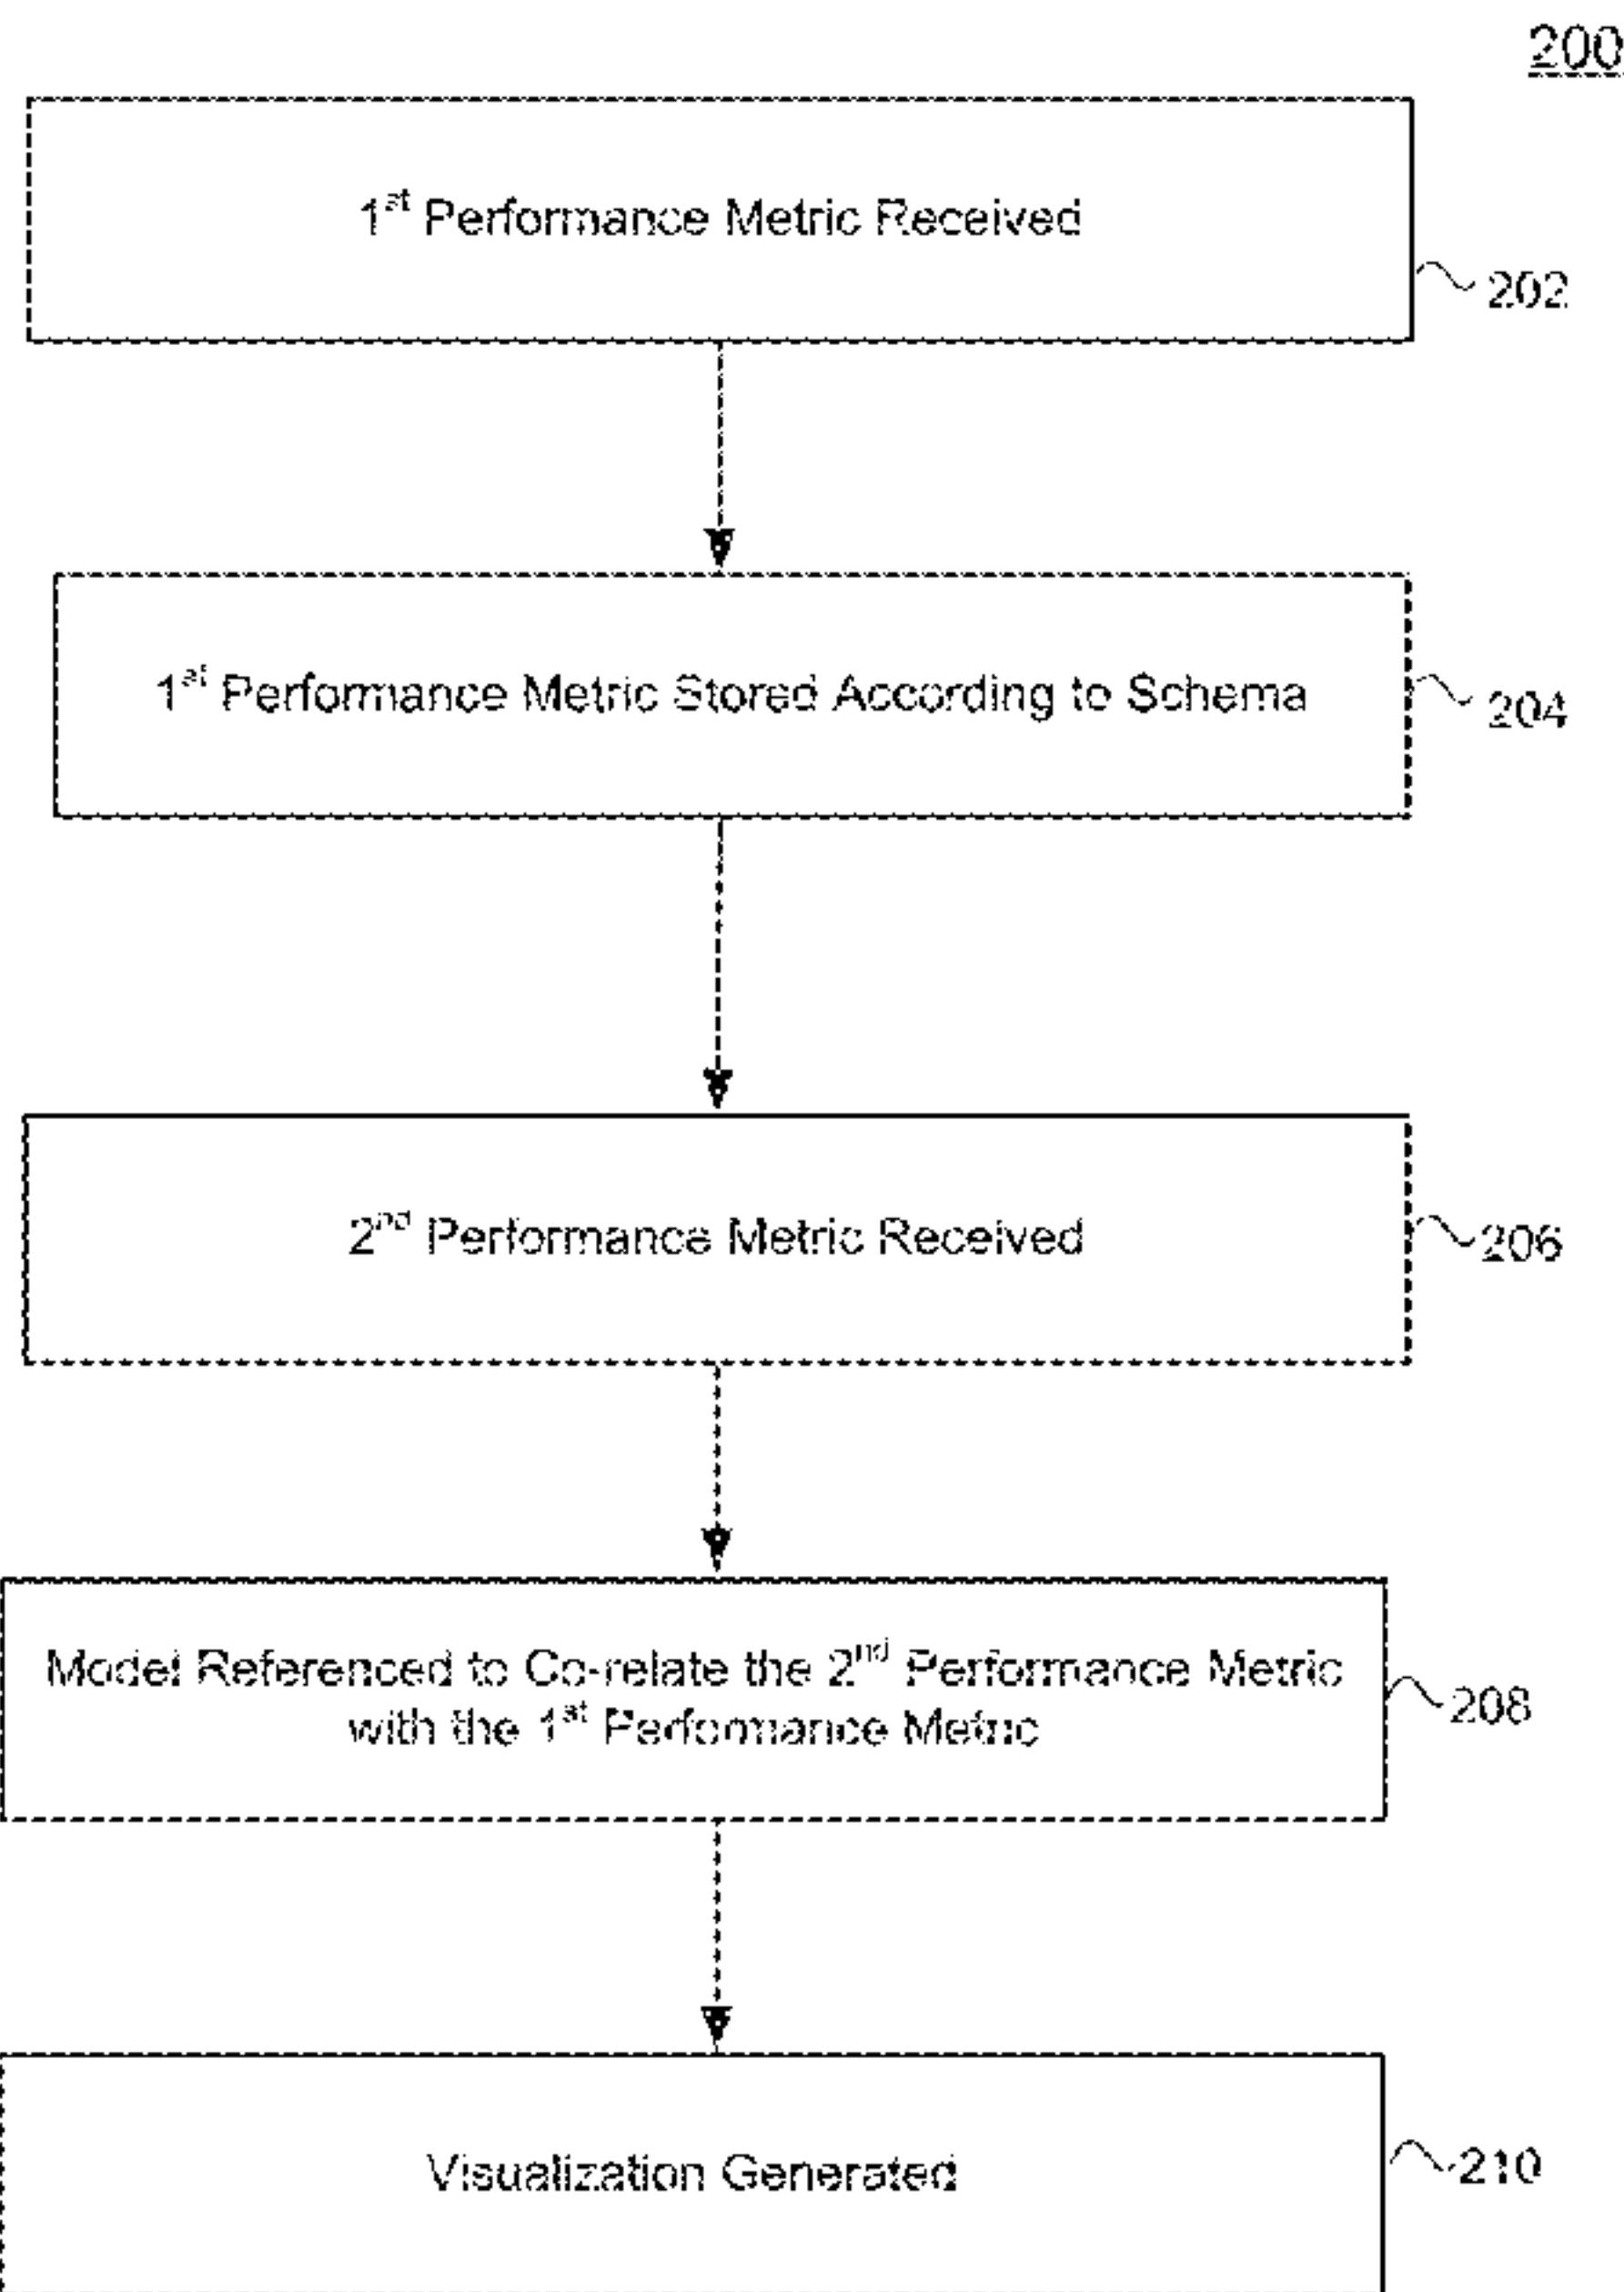 200
1st Performance Metric Received
202
1st Performance Metric Stored According to Schema
204
2nd Performance Metric Received
206
Model Referenced to Co-relate the 2nd Performance Metric
with the 1st Performance Metric
208
Visualization Generated
210